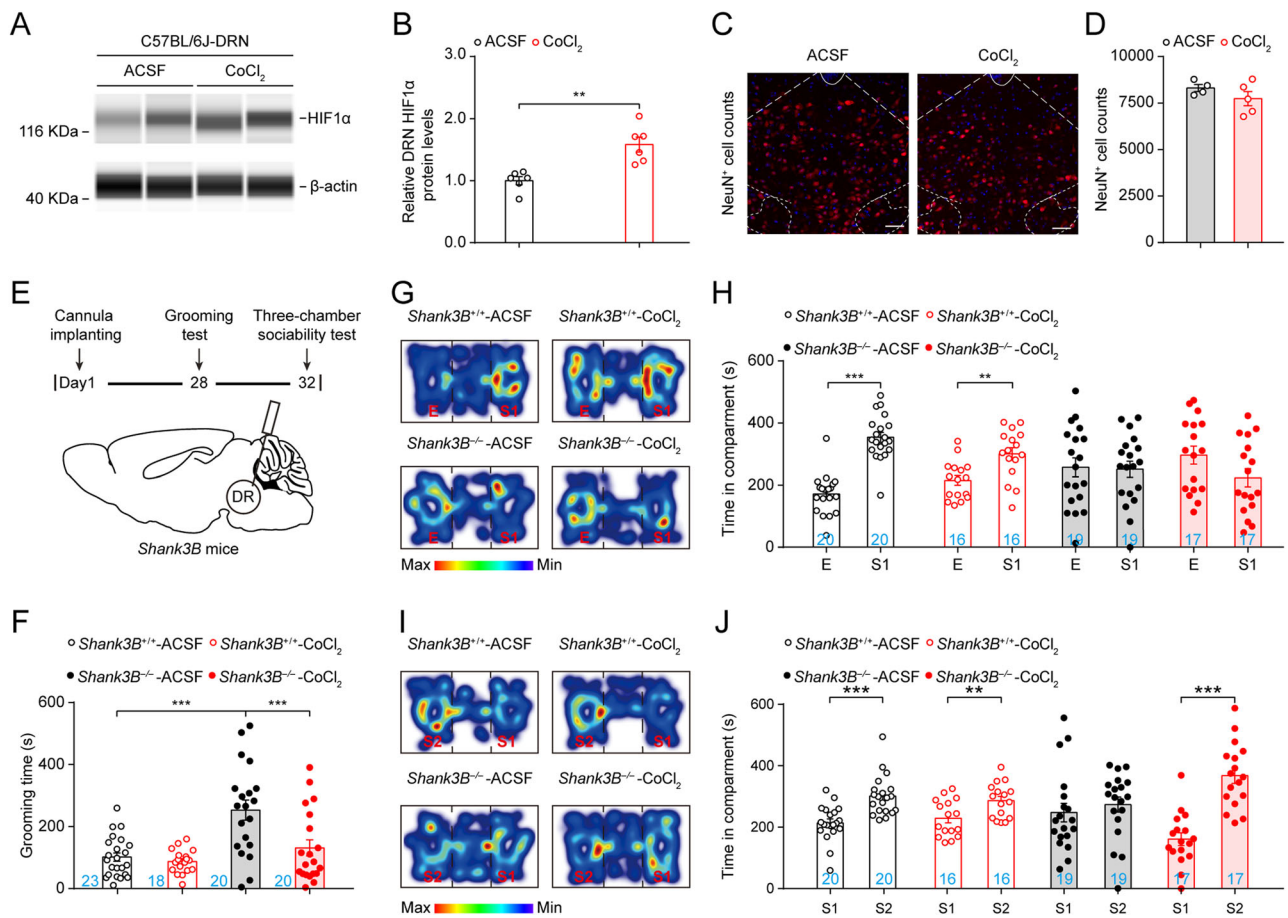 A
C57BL/6J-DRN
ACSF CoCl₂
HIF1α
116 KDa
β-actin
40 KDa
B
ACSF CoCl₂
Relative DRN HIF1α
protein levels
3.0
2.0
1.0
0.0
**
C
ACSF CoCl₂
NeuN⁺ cell counts
D
ACSF CoCl₂
NeuN⁺ cell counts
10000
7500
5000
2500
0
E
Cannula implanting
Grooming test
Three-chamber sociability test
Day1 28 32
DR
Shank3B mice
F
Shank3B⁺/⁺-ACSF Shank3B⁺/⁺-CoCl₂
Shank3B⁻/⁻-ACSF Shank3B⁻/⁻-CoCl₂
Grooming time (s)
600
400
200
0
*** ***
23 18 20 20
G
Shank3B⁺/⁺-ACSF Shank3B⁺/⁺-CoCl₂
E S1 E S1
Shank3B⁻/⁻-ACSF Shank3B⁻/⁻-CoCl₂
E S1 E S1
Max Min
H
Shank3B⁺/⁺-ACSF Shank3B⁺/⁺-CoCl₂
Shank3B⁻/⁻-ACSF Shank3B⁻/⁻-CoCl₂
Time in comparment (s)
600
400
200
0
*** **
20 20 16 16 19 19 17 17
E S1 E S1 E S1 E S1
I
Shank3B⁺/⁺-ACSF Shank3B⁺/⁺-CoCl₂
S2 S1 S2 S1
Shank3B⁻/⁻-ACSF Shank3B⁻/⁻-CoCl₂
S2 S1 S2 S1
Max Min
J
Shank3B⁺/⁺-ACSF Shank3B⁺/⁺-CoCl₂
Shank3B⁻/⁻-ACSF Shank3B⁻/⁻-CoCl₂
Time in comparment (s)
600
400
200
0
*** ** ***
20 20 16 16 19 19 17 17
S1 S2 S1 S2 S1 S2 S1 S2